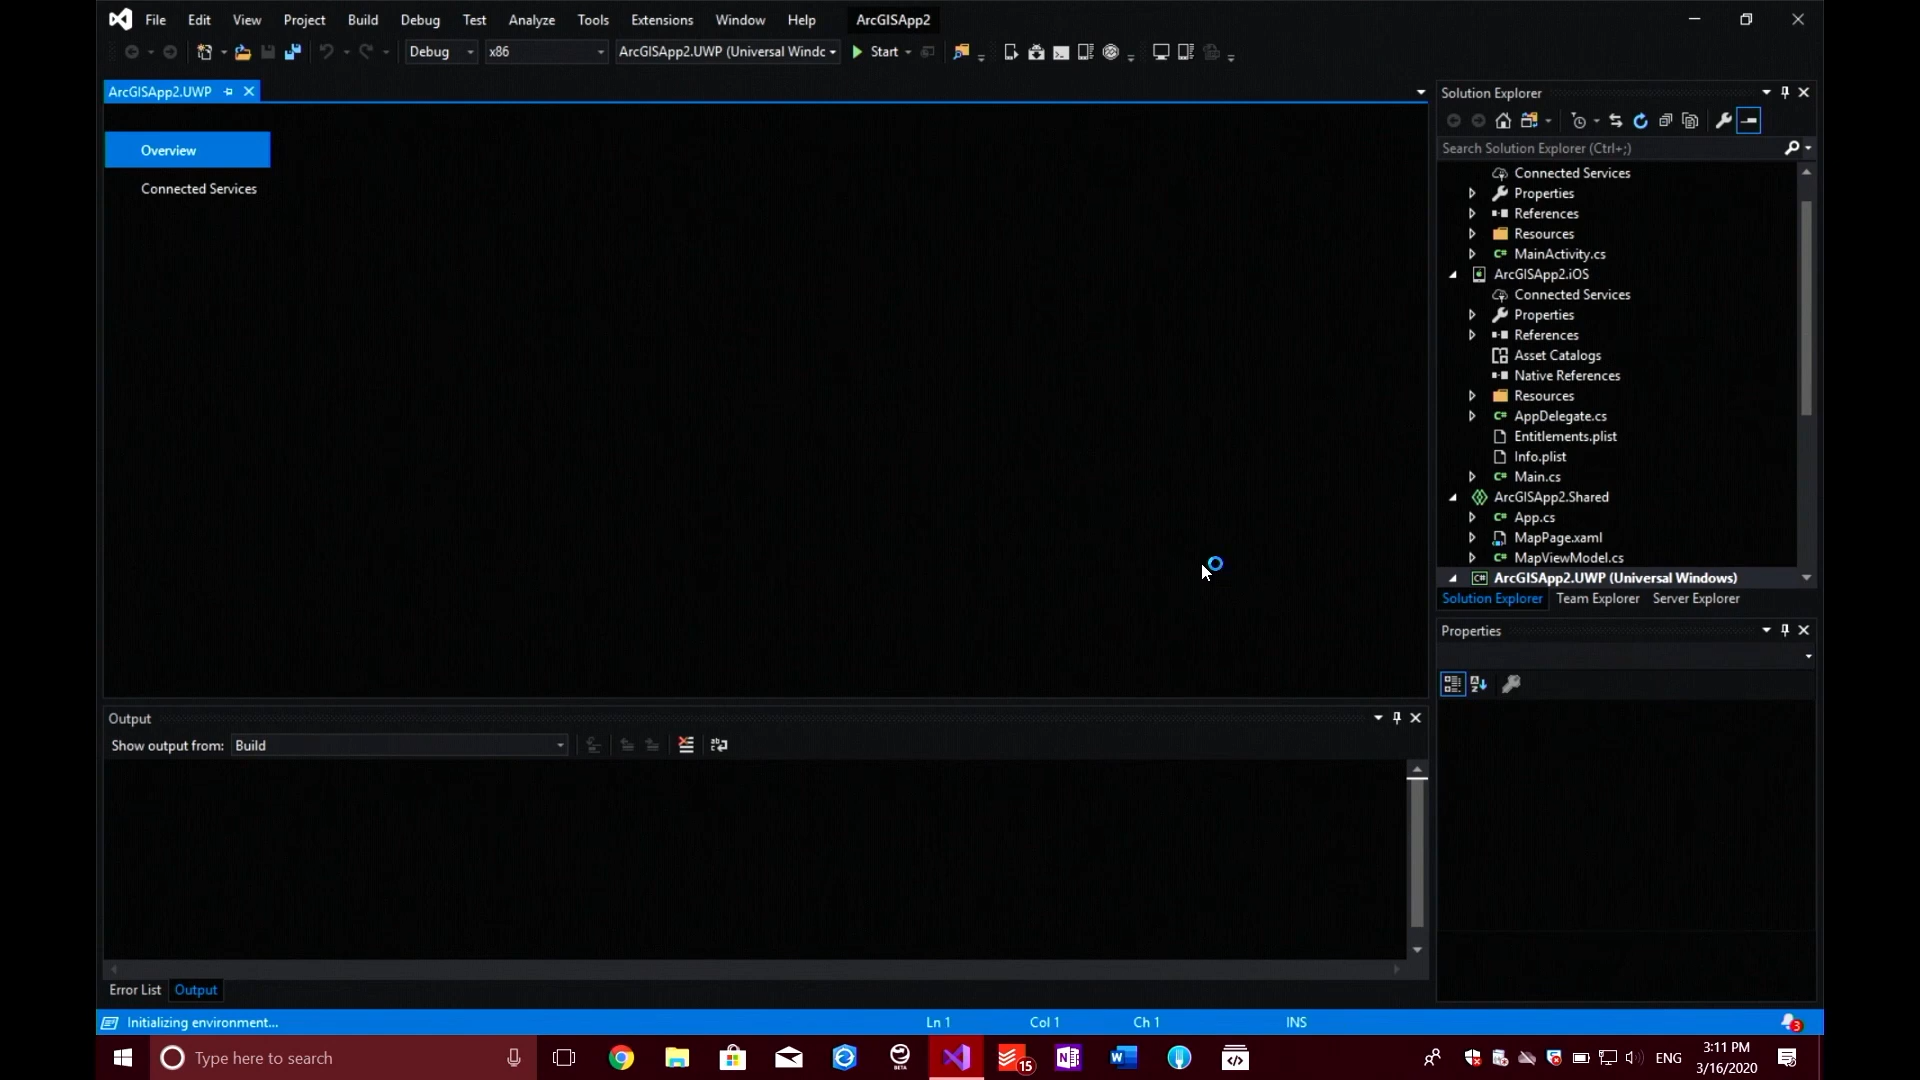 File Edit View Project Build Debug Test Analyze Tools Extensions Window Help ArcGISApp2
Debug x86 ArcGISApp2.UWP (Universal Windc Start
ArcGISApp2.UWP
Overview
Connected Services
Solution Explorer
Search Solution Explorer (Ctrl+;)
Connected Services
Properties
References
Resources
C# MainActivity.cs
ArcGISApp2.iOS
Connected Services
Properties
References
Asset Catalogs
Native References
Resources
C# AppDelegate.cs
Entitlements.plist
Info.plist
C# Main.cs
ArcGISApp2.Shared
C# App.cs
MapPage.xaml
C# MapViewModel.cs
C# ArcGISApp2.UWP (Universal Windows)
Solution Explorer Team Explorer Server Explorer
Properties
Output
Show output from: Build
Error List Output
Initializing environment... Ln 1 Col 1 Ch 1 INS 3
Type here to search
BETA
15
ENG
3:11 PM
3/16/2020